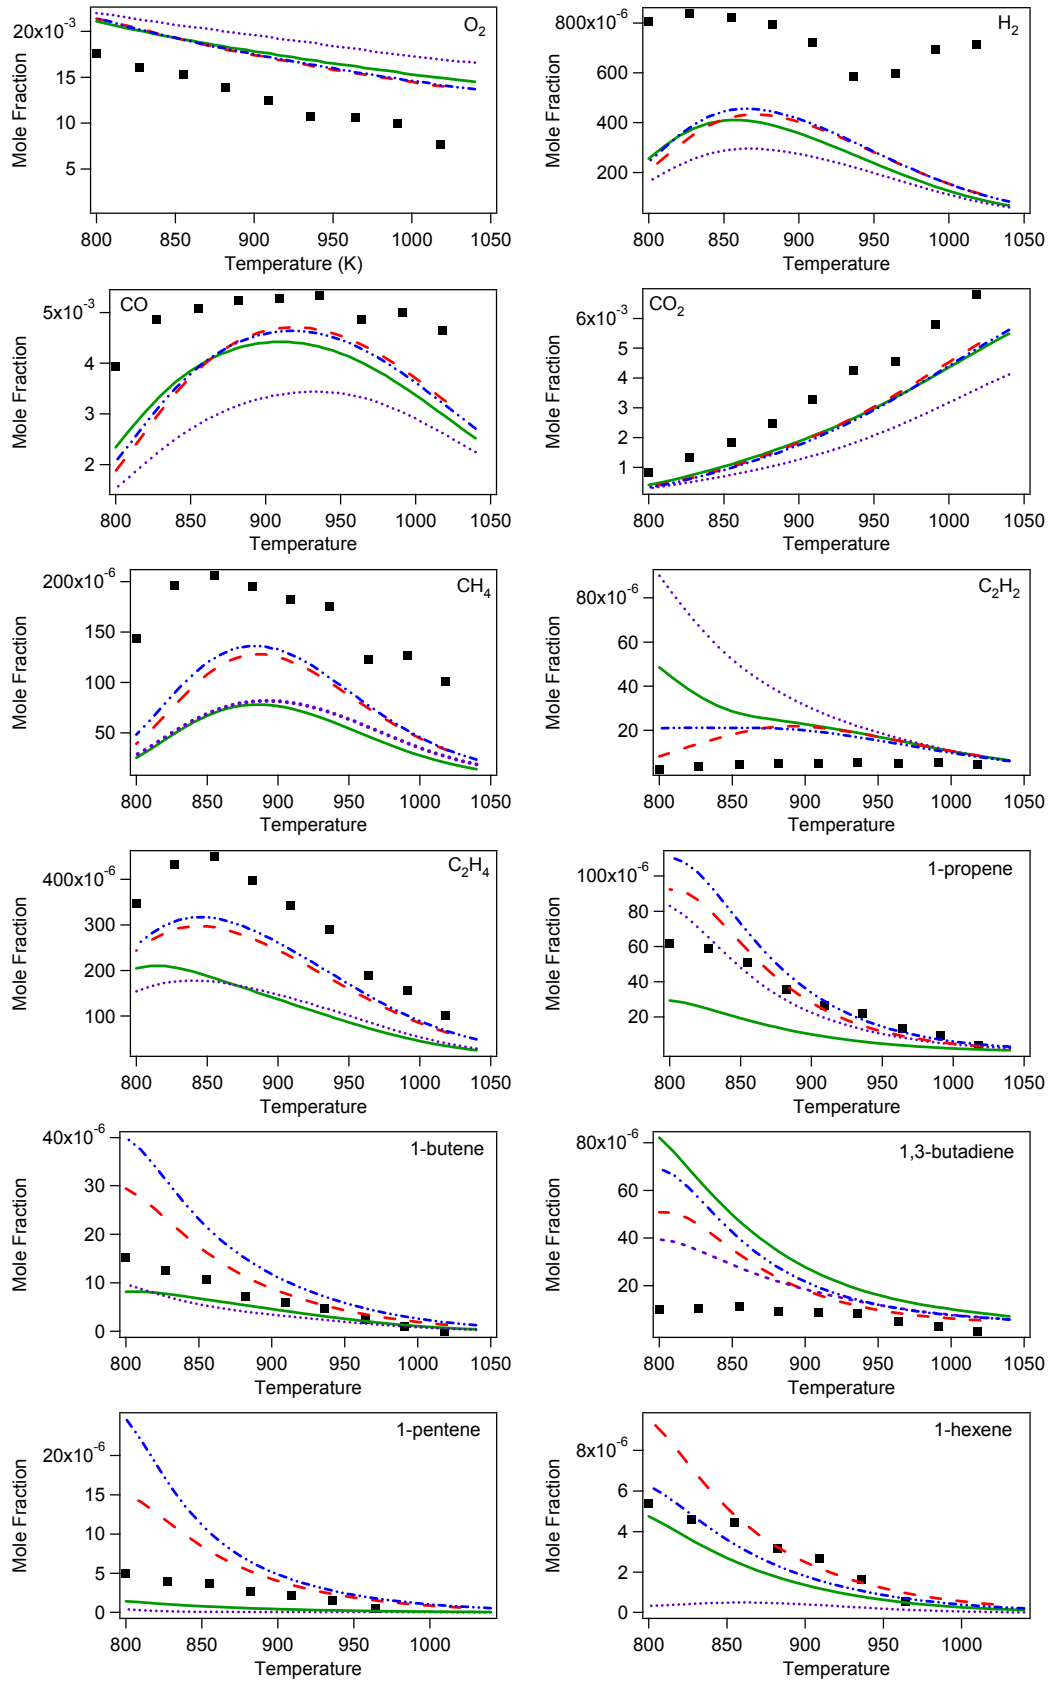 20x10⁻³
15
10
5
Mole Fraction
O₂
800 850 900 950 1000 1050
Temperature (K)
800x10⁻⁶
600
400
200
Mole Fraction
H₂
800 850 900 950 1000 1050
Temperature
5x10⁻³
4
3
2
Mole Fraction
CO
800 850 900 950 1000 1050
Temperature
6x10⁻³
5
4
3
2
1
Mole Fraction
CO₂
800 850 900 950 1000 1050
Temperature
200x10⁻⁶
150
100
50
Mole Fraction
CH₄
800 850 900 950 1000 1050
Temperature
80x10⁻⁶
60
40
20
Mole Fraction
C₂H₂
800 850 900 950 1000 1050
Temperature
400x10⁻⁶
300
200
100
Mole Fraction
C₂H₄
800 850 900 950 1000 1050
Temperature
100x10⁻⁶
80
60
40
20
Mole Fraction
1-propene
800 850 900 950 1000 1050
Temperature
40x10⁻⁶
30
20
10
0
Mole Fraction
1-butene
800 850 900 950 1000 1050
Temperature
80x10⁻⁶
60
40
20
Mole Fraction
1,3-butadiene
800 850 900 950 1000 1050
Temperature
20x10⁻⁶
15
10
5
0
Mole Fraction
1-pentene
800 850 900 950 1000
Temperature
8x10⁻⁶
6
4
2
0
Mole Fraction
1-hexene
800 850 900 950 1000
Temperature